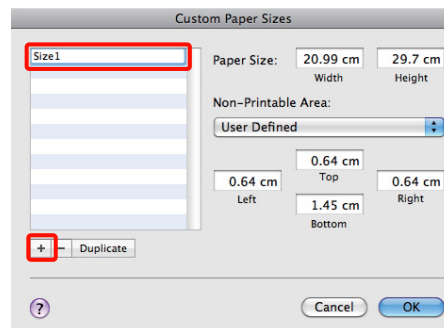 Custom Paper Sizes
Size1
Paper Size:
20.99 cm
29.7 cm
Width
Height
Non-Printable Area:
User Defined
0.64 cm
Top
0.64 cm
0.64 cm
Left
Right
1.45 cm
Bottom
+ − Duplicate
?
Cancel
OK